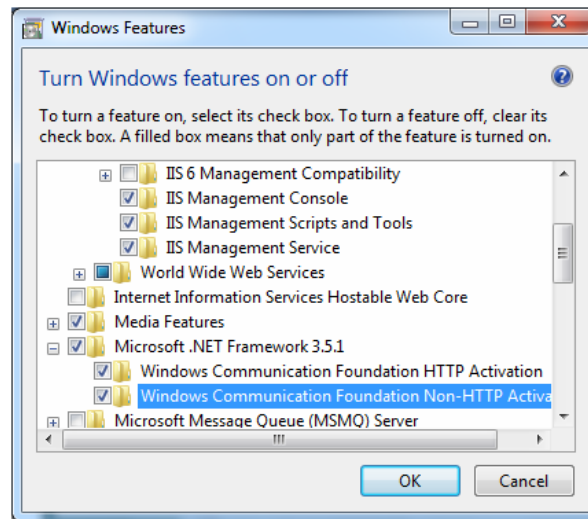 Windows Features
Turn Windows features on or off
To turn a feature on, select its check box. To turn a feature off, clear its
check box. A filled box means that only part of the feature is turned on.
IIS 6 Management Compatibility
IIS Management Console
IIS Management Scripts and Tools
IIS Management Service
World Wide Web Services
Internet Information Services Hostable Web Core
Media Features
Microsoft .NET Framework 3.5.1
Windows Communication Foundation HTTP Activation
Windows Communication Foundation Non-HTTP Activa
Microsoft Message Queue (MSMQ) Server
OK Cancel